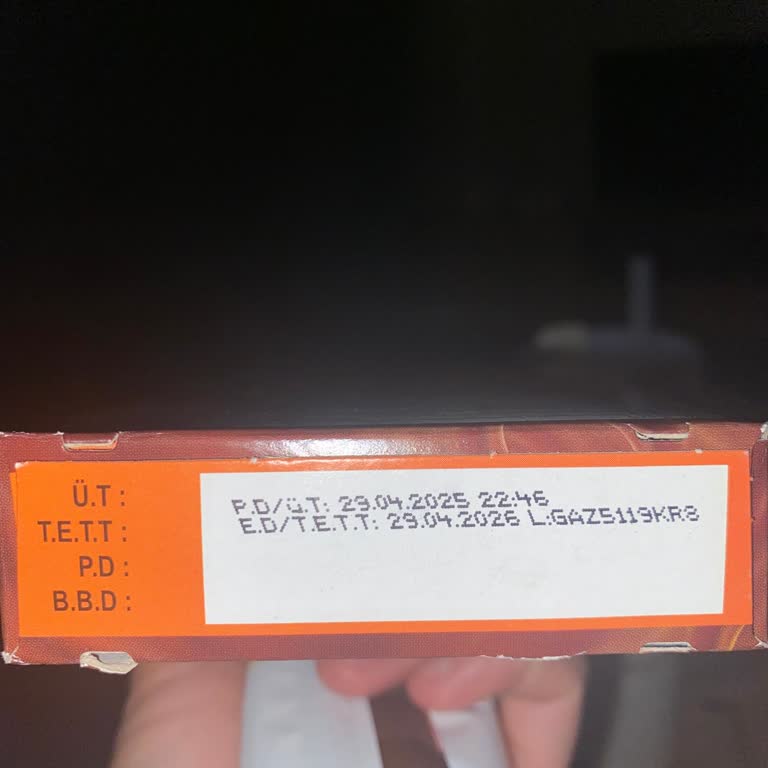 Ü.T :
T.E.T.T :
P.D :
B.B.D :
P.D/Ü.T: 29.04.2025 22:46
E.D/T.E.T.T: 29.04.2026 L:GAZ5119KR8